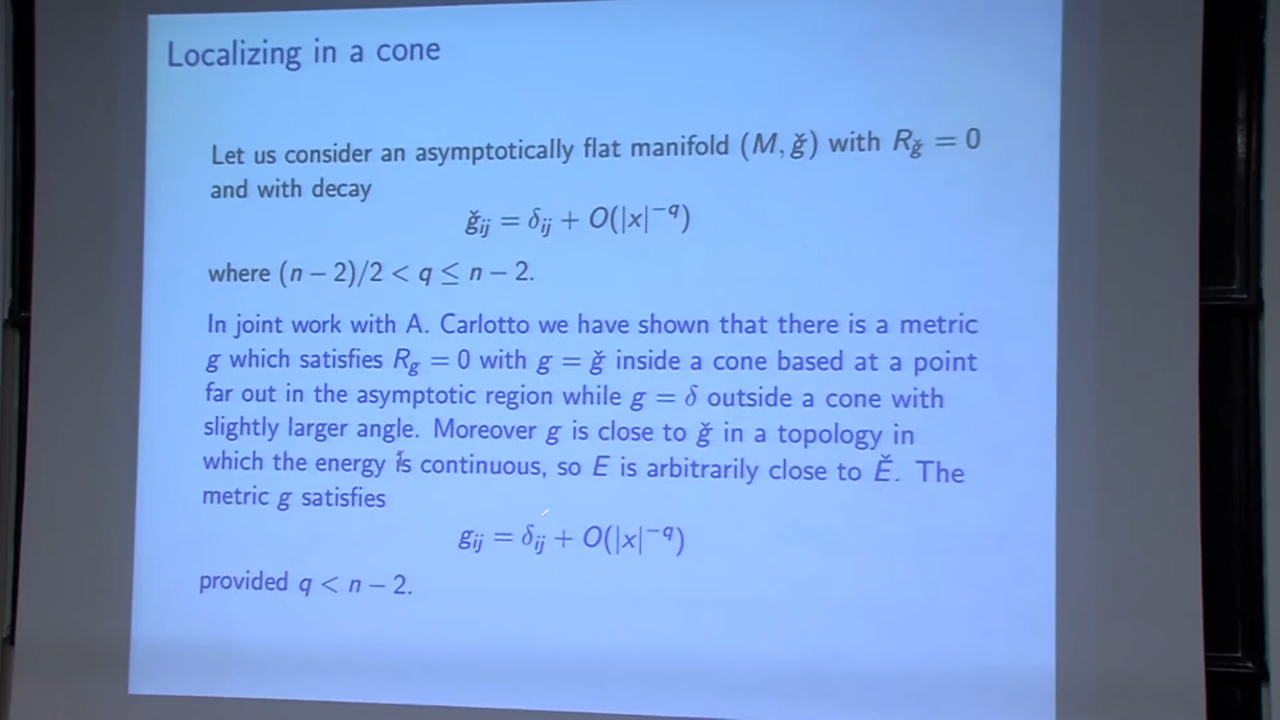 Localizing in a cone
Let us consider an asymptotically flat manifold (M, ǧ) with R_ǧ = 0
and with decay
ǧ_ij = δ_ij + O(|x|^−q)
where (n − 2)/2 < q ≤ n − 2.
In joint work with A. Carlotto we have shown that there is a metric
g which satisfies R_g = 0 with g = ǧ inside a cone based at a point
far out in the asymptotic region while g = δ outside a cone with
slightly larger angle. Moreover g is close to ǧ in a topology in
which the energy is continuous, so E is arbitrarily close to Ě. The
metric g satisfies
g_ij = δ_ij + O(|x|^−q)
provided q < n − 2.